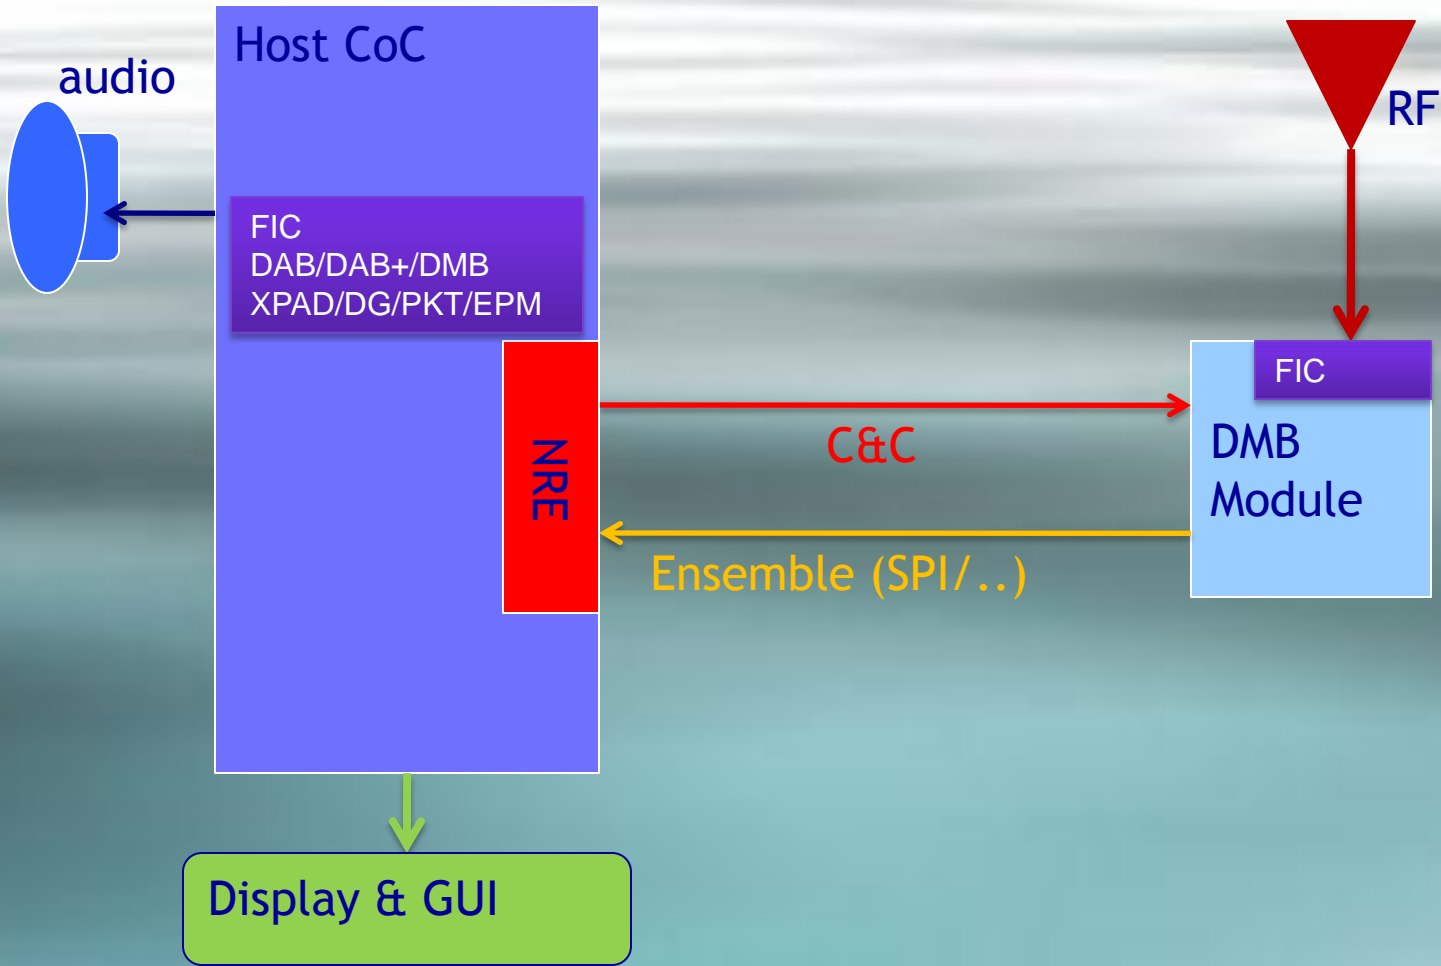 Host CoC
audio
RF
FIC
DAB/DAB+/DMB
XPAD/DG/PKT/EPM
FIC
NRE
C&C
DMB
Module
Ensemble (SPI/..)
Display & GUI